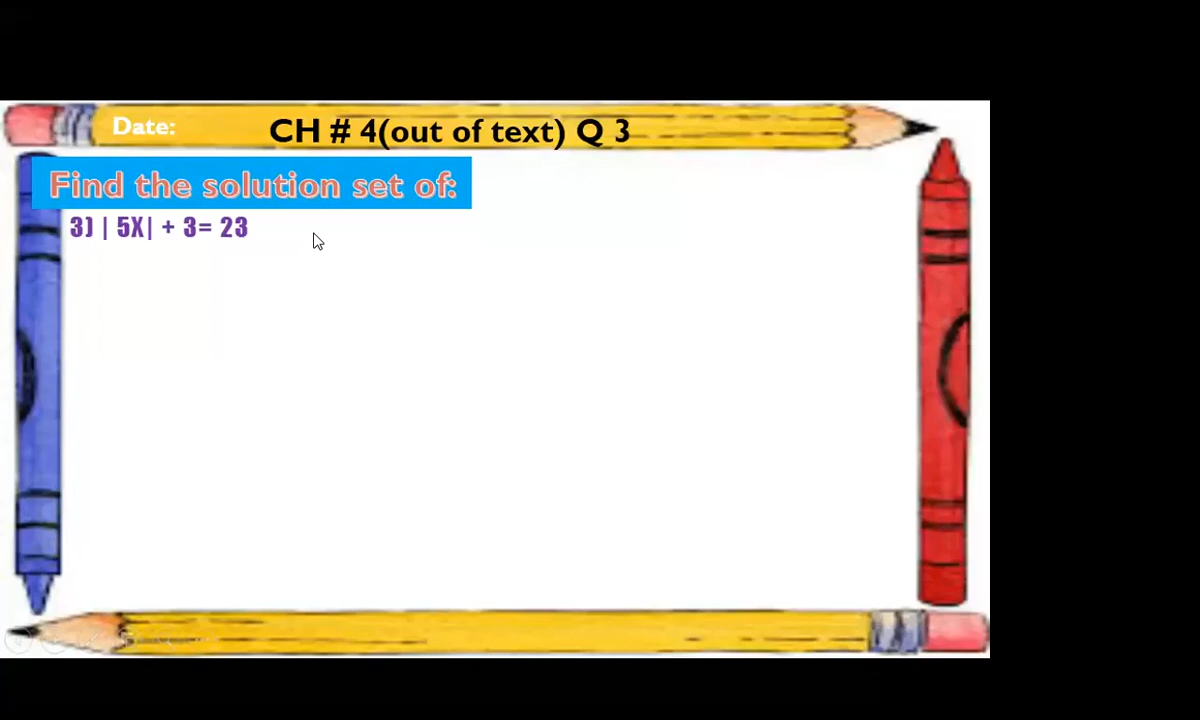 Date:
CH # 4(out of text) Q 3
Find the solution set of:
3) | 5X| + 3= 23